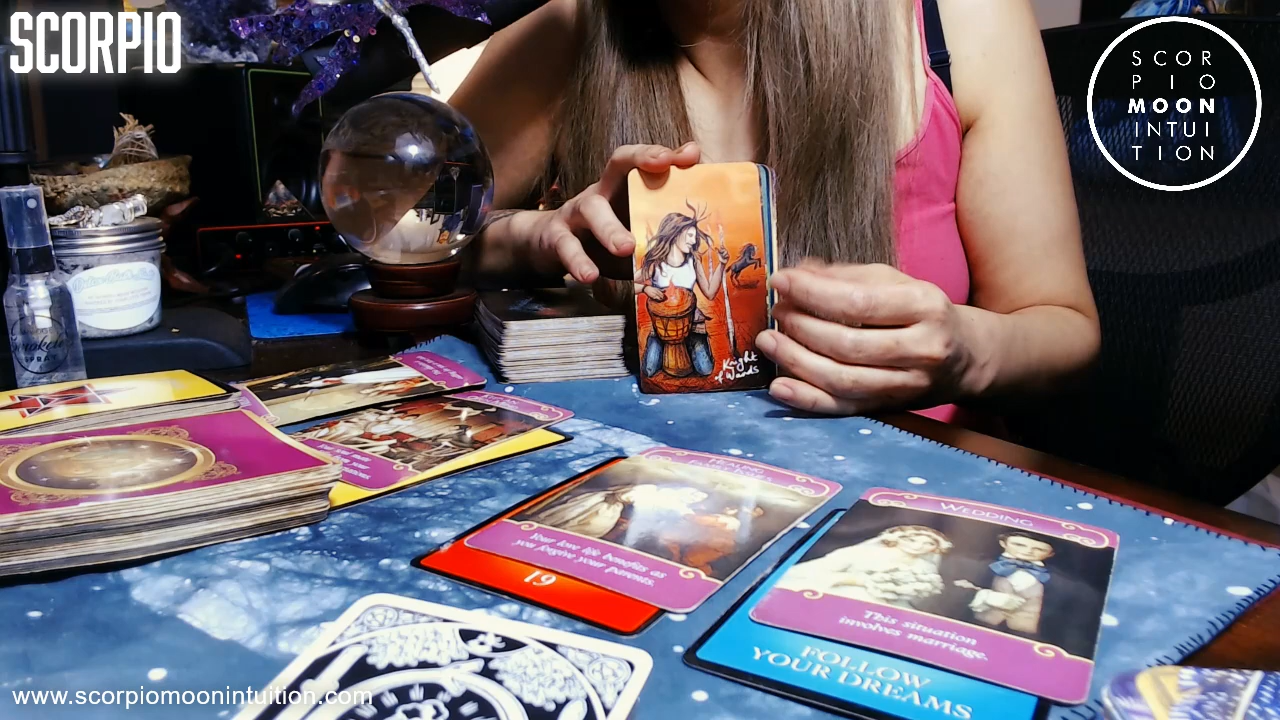 SCORPIO
SCOR
PIO
MOON
INTUI
TION
Knight
of Wands
WEDDING
This situation
involves marriage.
FOLLOW
YOUR DREAMS
Your love life benefits as
you forgive your parents.
19
www.scorpiomoonintuition.com